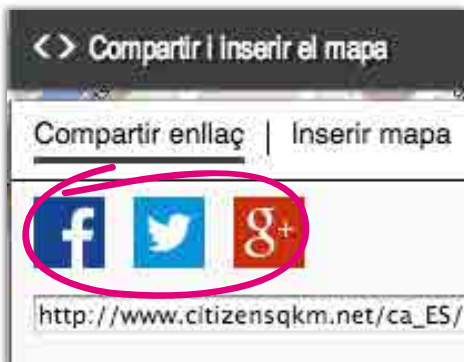 <> Compartir i inserir el mapa
Compartir enllaç | Inserir mapa
f g+
http://www.citizensqkm.net/ca_ES/